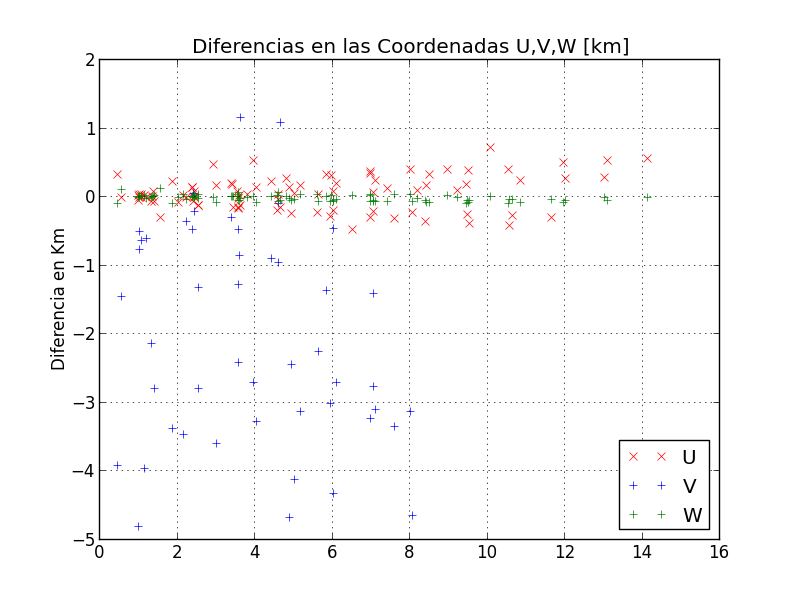 Diferencias en las Coordenadas U,V,W [km]
2
1
0
−1
−2
−3
−4
−5
Diferencia en Km
U
V
W
0 2 4 6 8 10 12 14 16